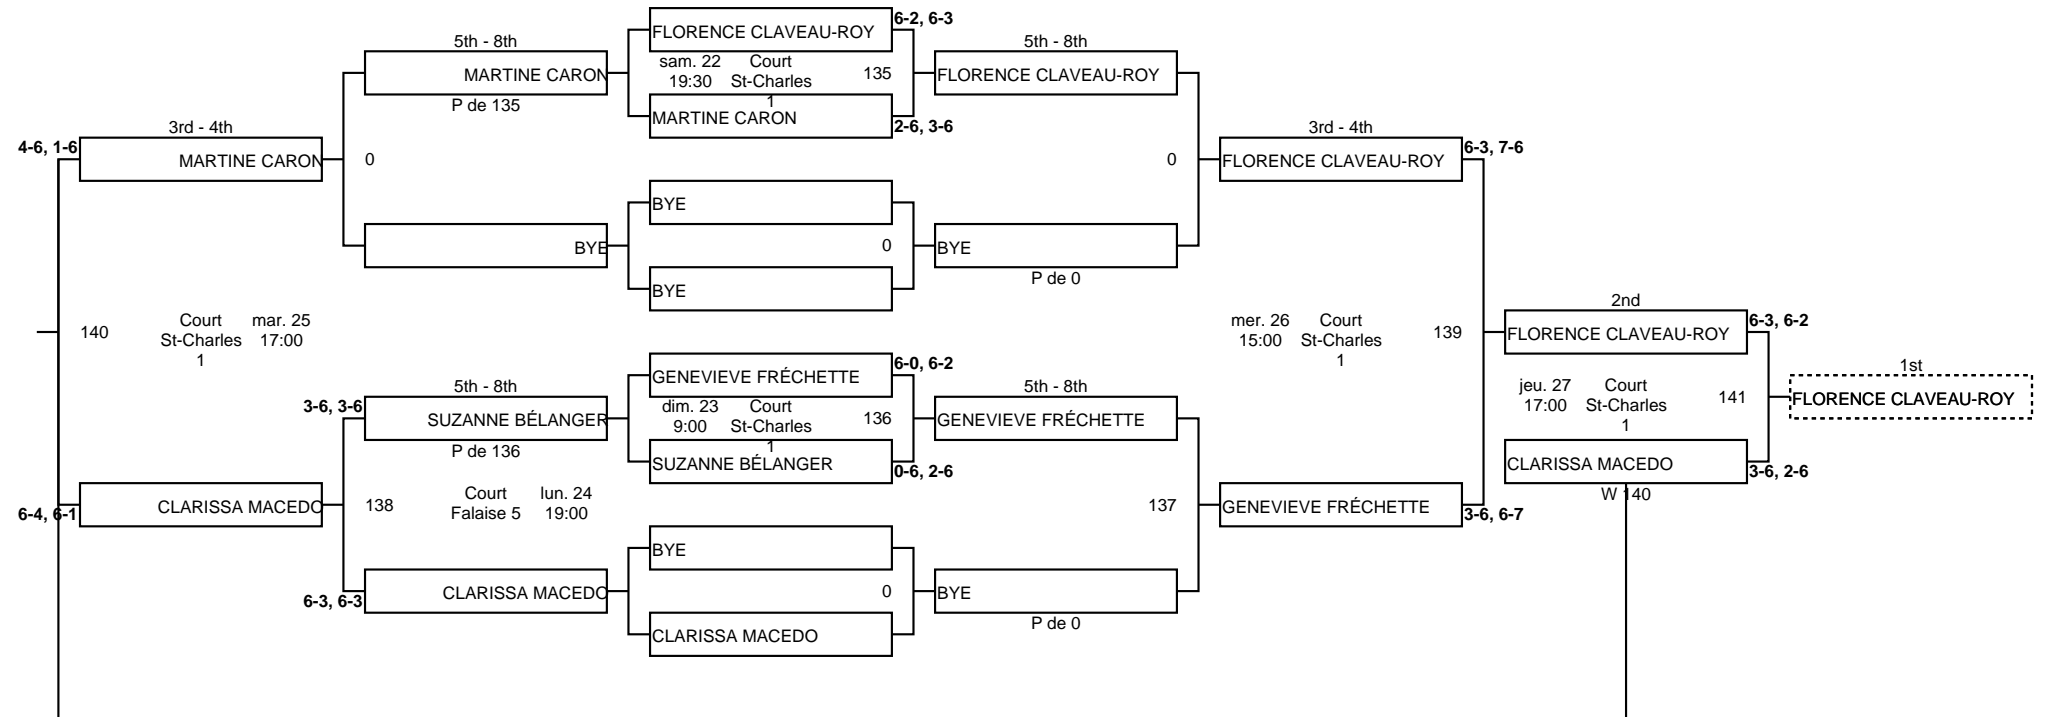 FLORENCE CLAVEAU-ROY
6-2, 6-3
5th - 8th
5th - 8th
MARTINE CARON
sam. 22 Court
19:30 St-Charles
1
135
FLORENCE CLAVEAU-ROY
P de 135
MARTINE CARON
2-6, 3-6
3rd - 4th
3rd - 4th
4-6, 1-6
MARTINE CARON
0
0
FLORENCE CLAVEAU-ROY
6-3, 7-6
BYE
BYE
0
BYE
P de 0
BYE
140
Court mar. 25
St-Charles 17:00
1
mer. 26 Court
15:00 St-Charles
1
139
2nd
FLORENCE CLAVEAU-ROY
6-3, 6-2
GENEVIEVE FRÉCHETTE
6-0, 6-2
5th - 8th
5th - 8th
3-6, 3-6
SUZANNE BÉLANGER
dim. 23 Court
9:00 St-Charles
1
136
GENEVIEVE FRÉCHETTE
P de 136
SUZANNE BÉLANGER
0-6, 2-6
jeu. 27 Court
17:00 St-Charles
1
141
1st
FLORENCE CLAVEAU-ROY
CLARISSA MACEDO
3-6, 2-6
W 140
6-4, 6-1
CLARISSA MACEDO
138
Court lun. 24
Falaise 5 19:00
137
GENEVIEVE FRÉCHETTE
3-6, 6-7
BYE
6-3, 6-3
CLARISSA MACEDO
0
BYE
P de 0
CLARISSA MACEDO